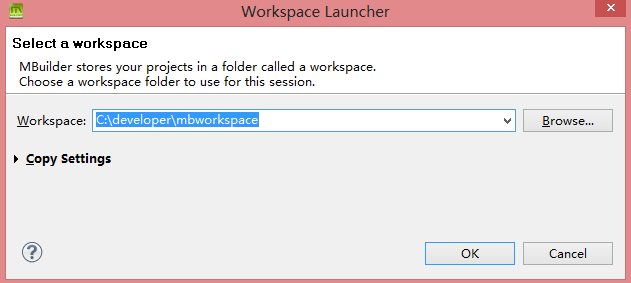 Workspace Launcher
Select a workspace
MBuilder stores your projects in a folder called a workspace.
Choose a workspace folder to use for this session.
Workspace: C:\developer\mbworkspace Browse...
Copy Settings
? OK Cancel